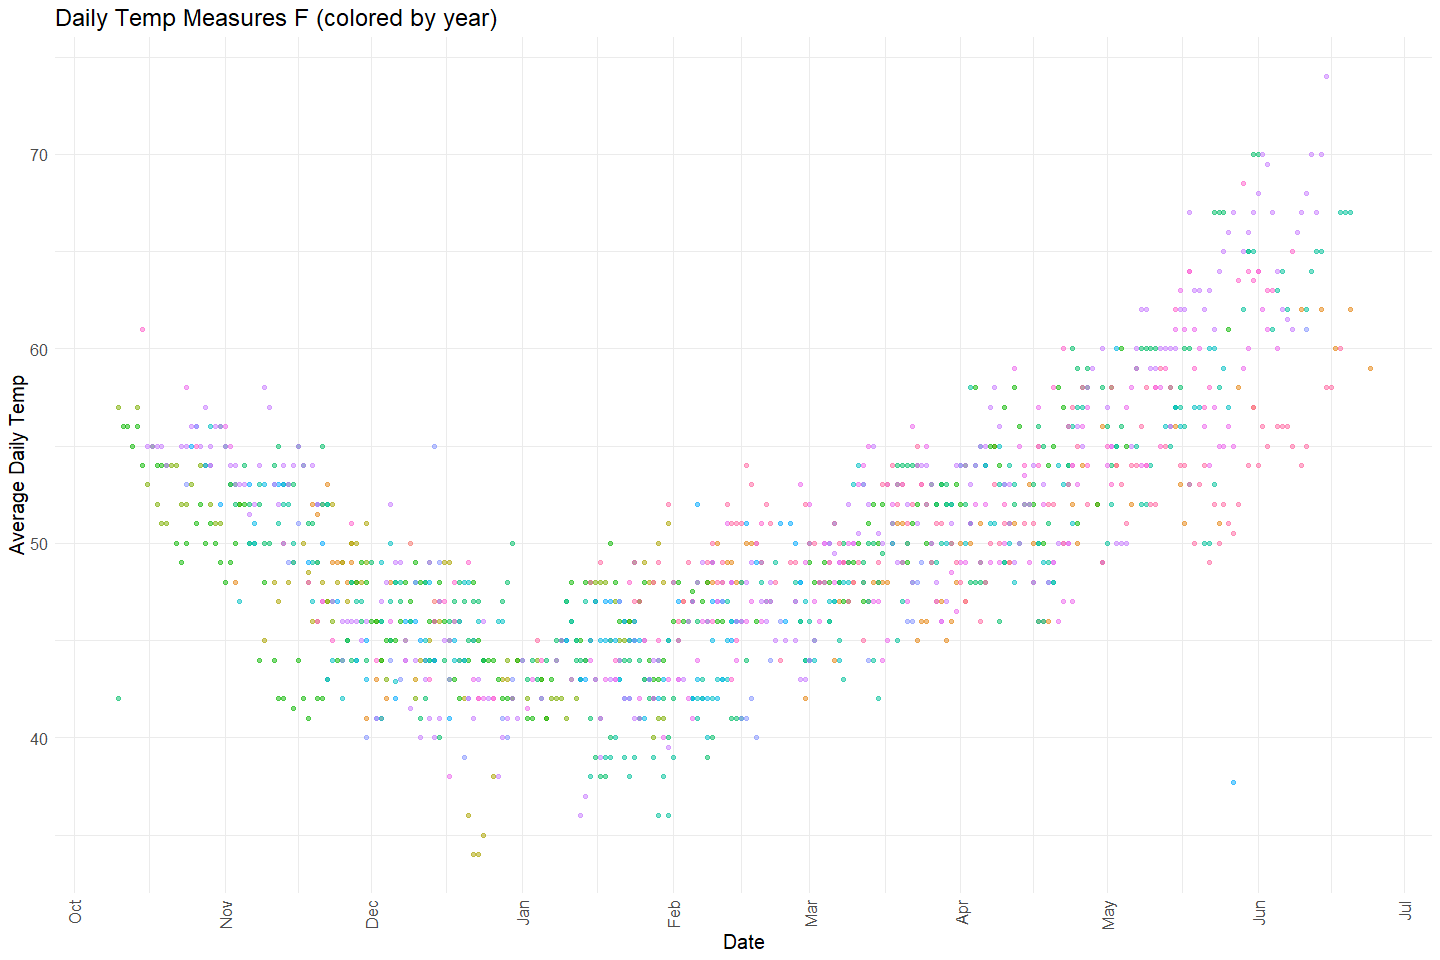 Daily Temp Measures F (colored by year)
Average Daily Temp
70
60
50
40
Oct
Nov
Dec
Jan
Feb
Mar
Apr
May
Jun
Jul
Date